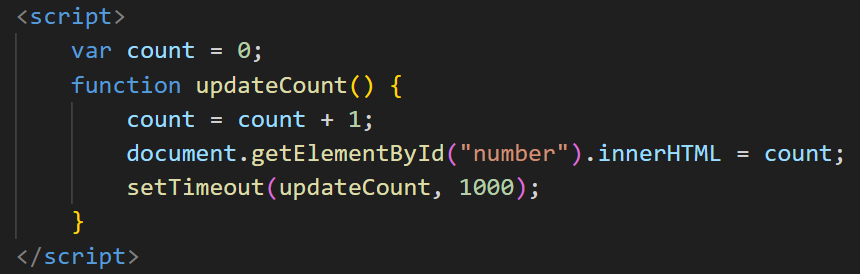 <script>
var count = 0;
function updateCount() {
count = count + 1;
document.getElementById("number").innerHTML = count;
setTimeout(updateCount, 1000);
}
</script>